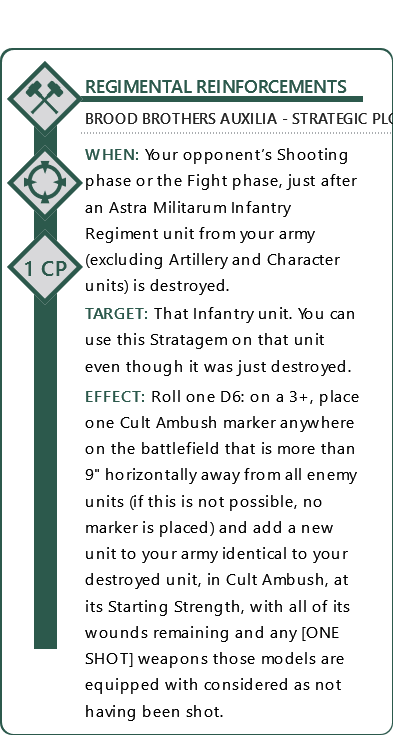 REGIMENTAL REINFORCEMENTS
BROOD BROTHERS AUXILIA - STRATEGIC
WHEN: Your opponent's Shooting
phase or the Fight phase, just after
an Astra Militarum Infantry
Regiment unit from your army
(excluding Artillery and Character
units) is destroyed.
TARGET: That Infantry unit. You can
use this Stratagem on that unit
even though it was just destroyed.
1 CP
EFFECT: Roll one D6: on a 3+, place
one Cult Ambush marker anywhere
on the battlefield that is more than
9" horizontally away from all enemy
units (if this is not possible, no
marker is placed) and add a new
unit to your army identical to your
destroyed unit, in Cult Ambush, at
its Starting Strength, with all of its
wounds remaining and any [ONE
SHOT] weapons those models are
equipped with considered as not
having been shot.